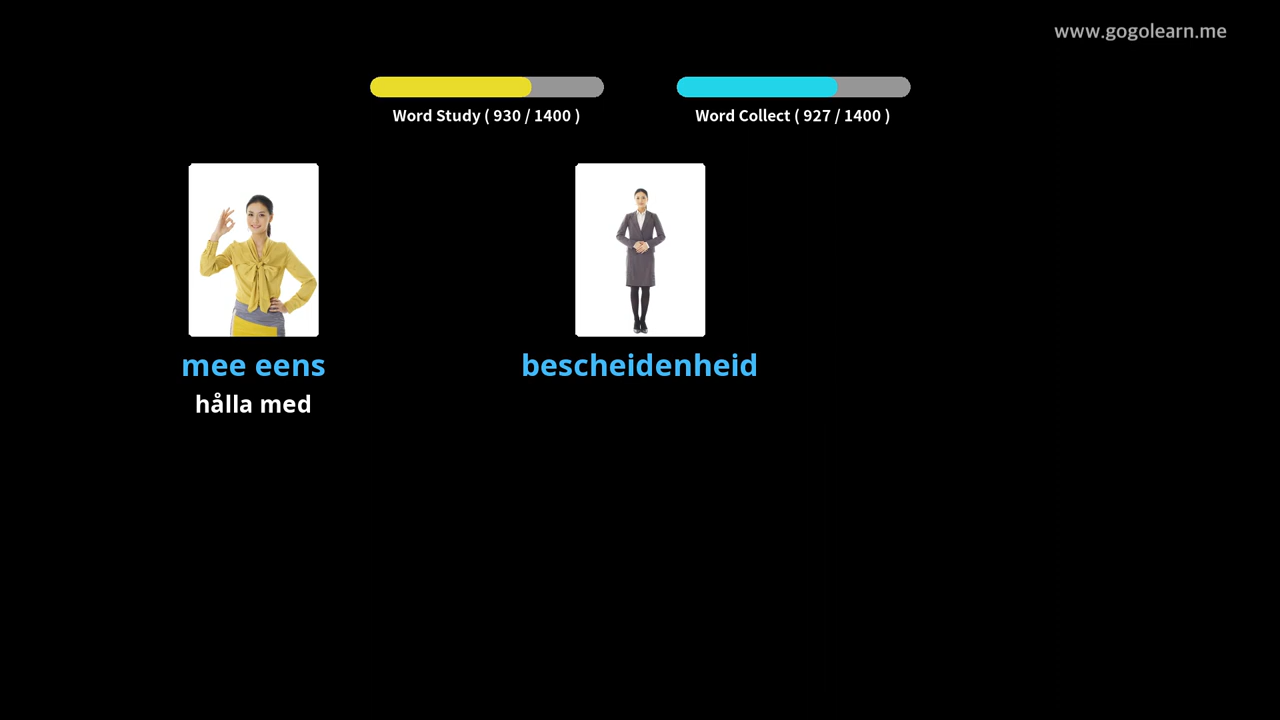 www.gogolearn.me
Word Study ( 930 / 1400 )
Word Collect ( 927 / 1400 )
mee eens
bescheidenheid
hålla med